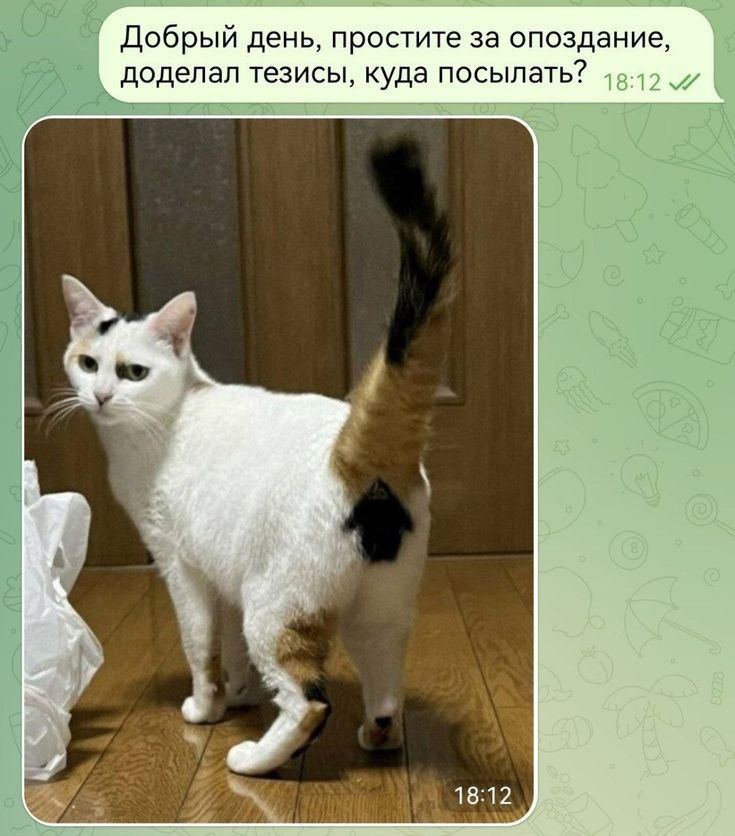 Добрый день, простите за опоздание,
доделал тезисы, куда посылать? 18:12
18:12